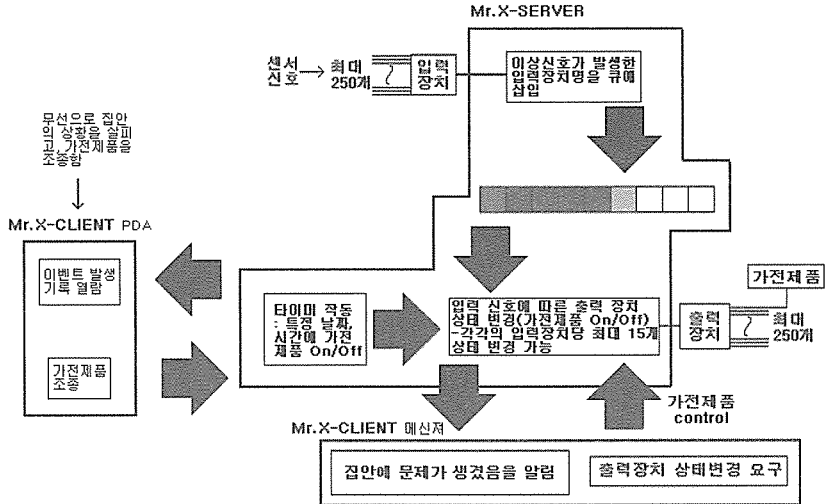 Mr.X-SERVER
센서
신호
최대
250개
입력
장치
이상신호가 발생한
입력장치명을 큐에
삽입
무선으로 집안
의 상황을 살피
고, 가전제품을
조종함
Mr.X-CLIENT PDA
이벤트 발생
기록 열람
가전제품
조종
타이머 작동
: 특정 날짜,
시간에 가전
제품 On/Off
입력 신호에 따른 출력 장치
상태 변경(가전제품 On/Off)
-각각의 입력장치당 최대 15개
상태 변경 가능
가전제품
출력
장치
최대
250개
가전제품
control
Mr.X-CLIENT 메신져
집안에 문제가 생겼음을 알림
출력장치 상태변경 요구